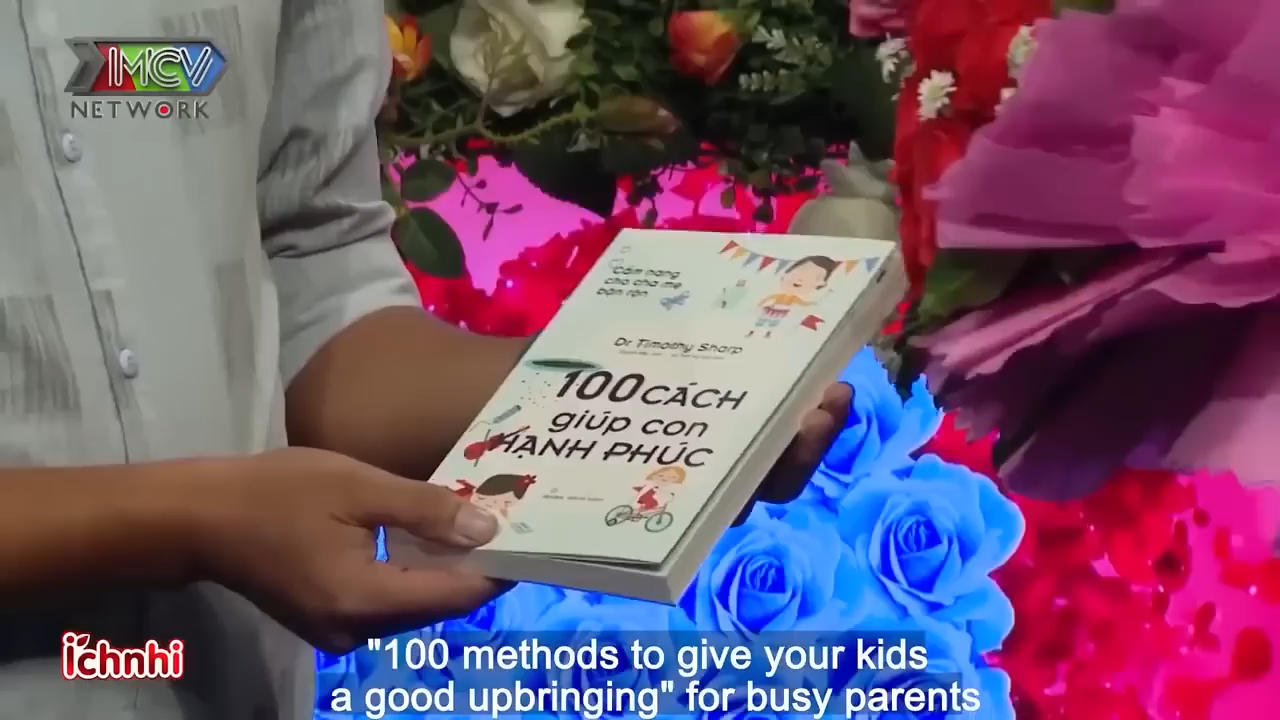 MCV
NETWORK
"Cẩm nang
cho cha mẹ
bận rộn
Dr Timothy Sharp
100 CÁCH
giúp con
HẠNH PHÚC
ichnhi
"100 methods to give your kids
a good upbringing" for busy parents